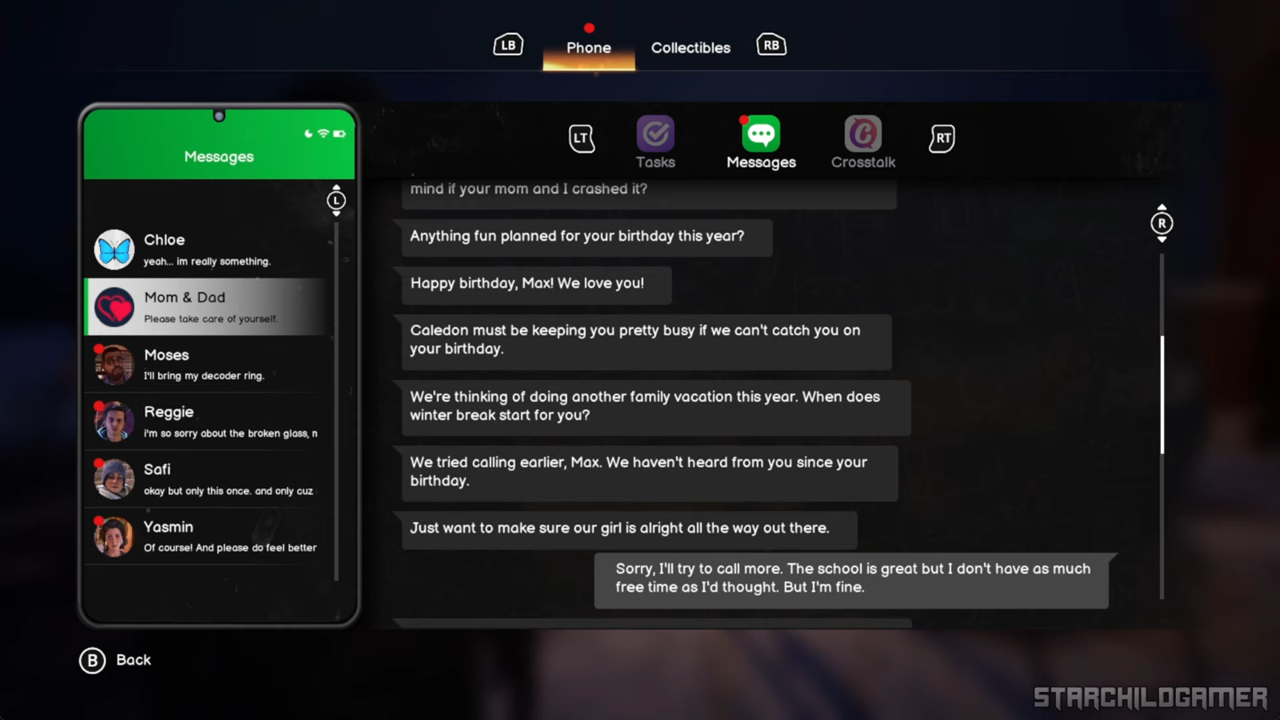 LB
Phone
Collectibles
RB
Messages
L
Chloe
yeah... im really something.
Mom & Dad
Please take care of yourself.
Moses
I'll bring my decoder ring.
Reggie
i'm so sorry about the broken glass, n
Safi
okay but only this once. and only cuz
Yasmin
Of course! And please do feel better
LT
Tasks
Messages
Crosstalk
RT
R
mind if your mom and I crashed it?
Anything fun planned for your birthday this year?
Happy birthday, Max! We love you!
Caledon must be keeping you pretty busy if we can't catch you on
your birthday.
We're thinking of doing another family vacation this year. When does
winter break start for you?
We tried calling earlier, Max. We haven't heard from you since your
birthday.
Just want to make sure our girl is alright all the way out there.
Sorry, I'll try to call more. The school is great but I don't have as much
free time as I'd thought. But I'm fine.
B Back
STARCHILDGAMER